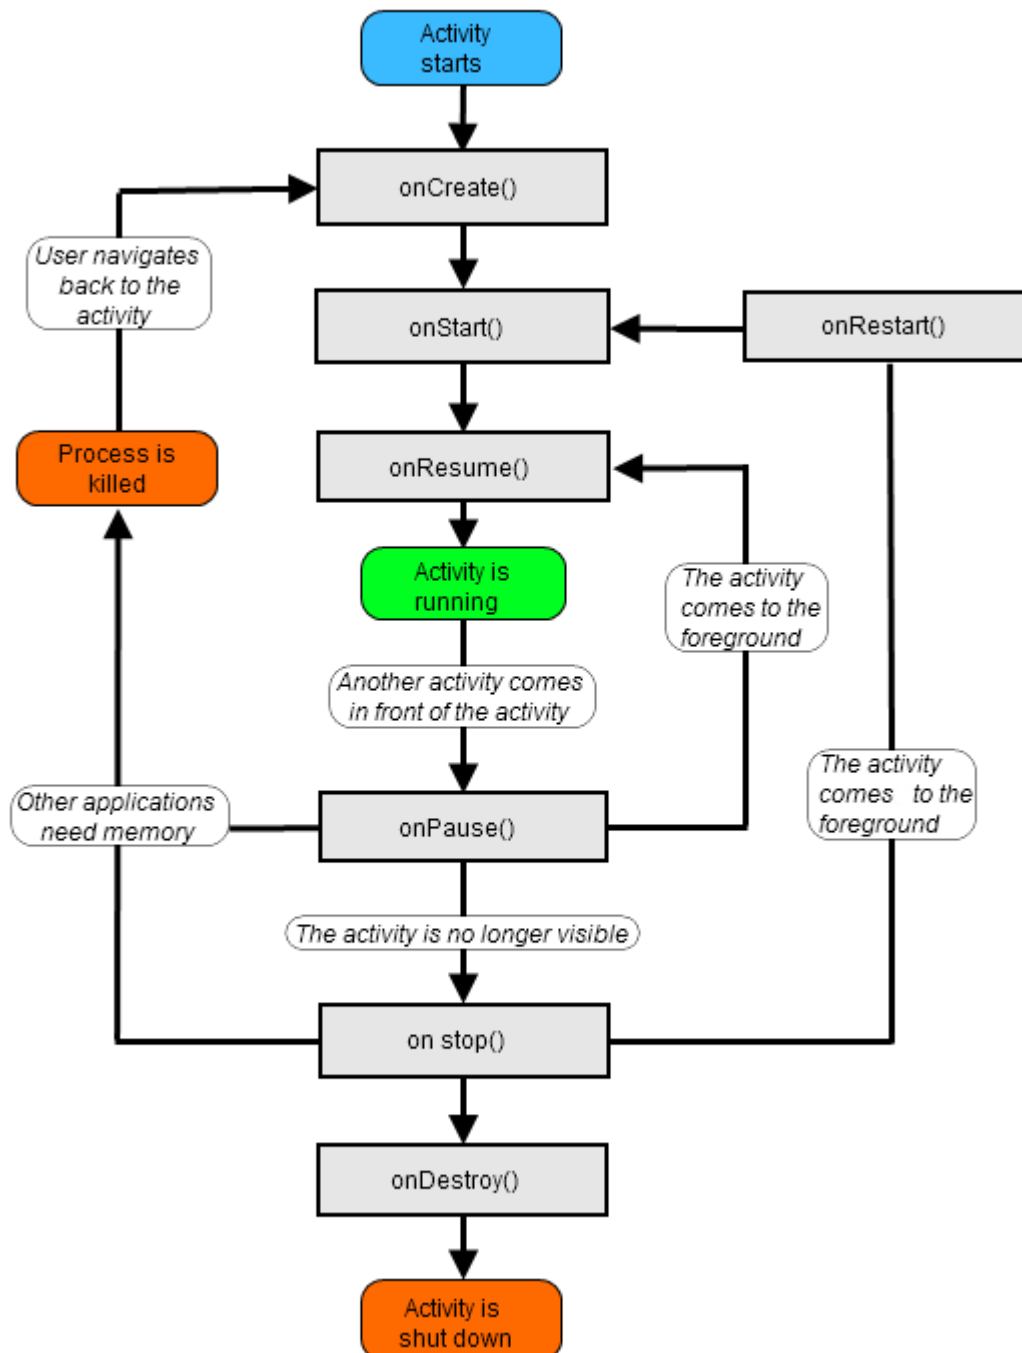 Activity
starts
onCreate()
User navigates
back to the
activity
onStart()
onRestart()
Process is
killed
onResume()
Activity is
running
The activity
comes to the
foreground
Another activity comes
in front of the activity
The activity
comes to the
foreground
Other applications
need memory
onPause()
The activity is no longer visible
on stop()
onDestroy()
Activity is
shut down